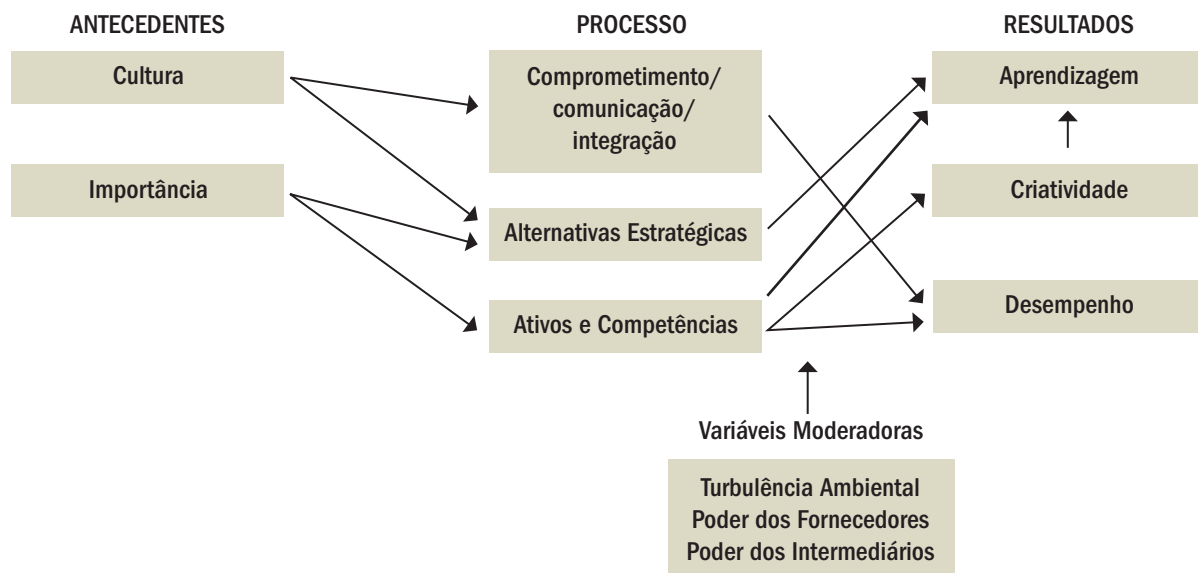 ANTECEDENTES
PROCESSO
RESULTADOS
Cultura
Importância
Comprometimento/
comunicação/
integração
Alternativas Estratégicas
Ativos e Competências
Aprendizagem
Criatividade
Desempenho
Variáveis Moderadoras
Turbulência Ambiental
Poder dos Fornecedores
Poder dos Intermediários